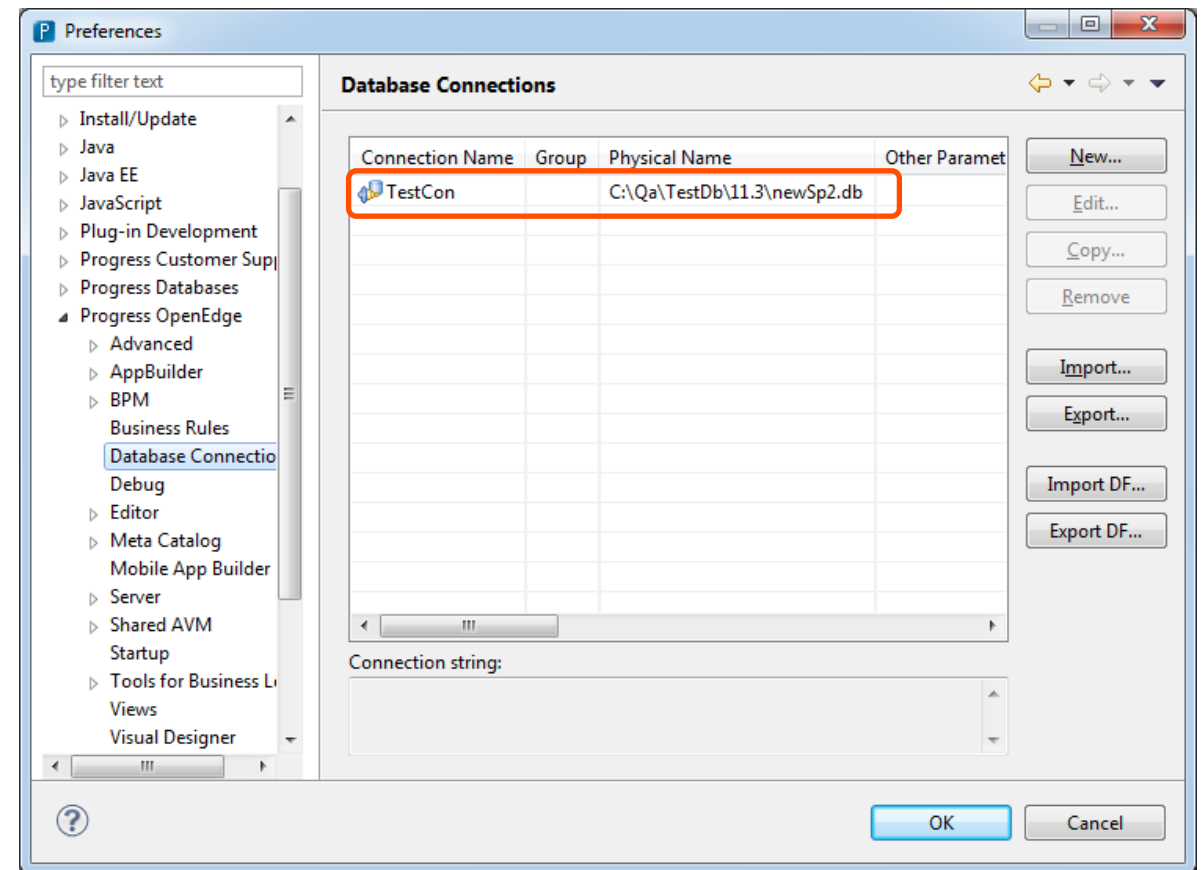 Preferences
type filter text
Install/Update
Java
Java EE
JavaScript
Plug-in Development
Progress Customer Supp
Progress Databases
Progress OpenEdge
Advanced
AppBuilder
BPM
Business Rules
Database Connectio
Debug
Editor
Meta Catalog
Mobile App Builder
Server
Shared AVM
Startup
Tools for Business L
Views
Visual Designer
Database Connections
Connection Name Group Physical Name Other Paramet
TestCon C:\Qa\TestDb\11.3\newSp2.db
Connection string:
New...
Edit...
Copy...
Remove
Import...
Export...
Import DF...
Export DF...
OK Cancel